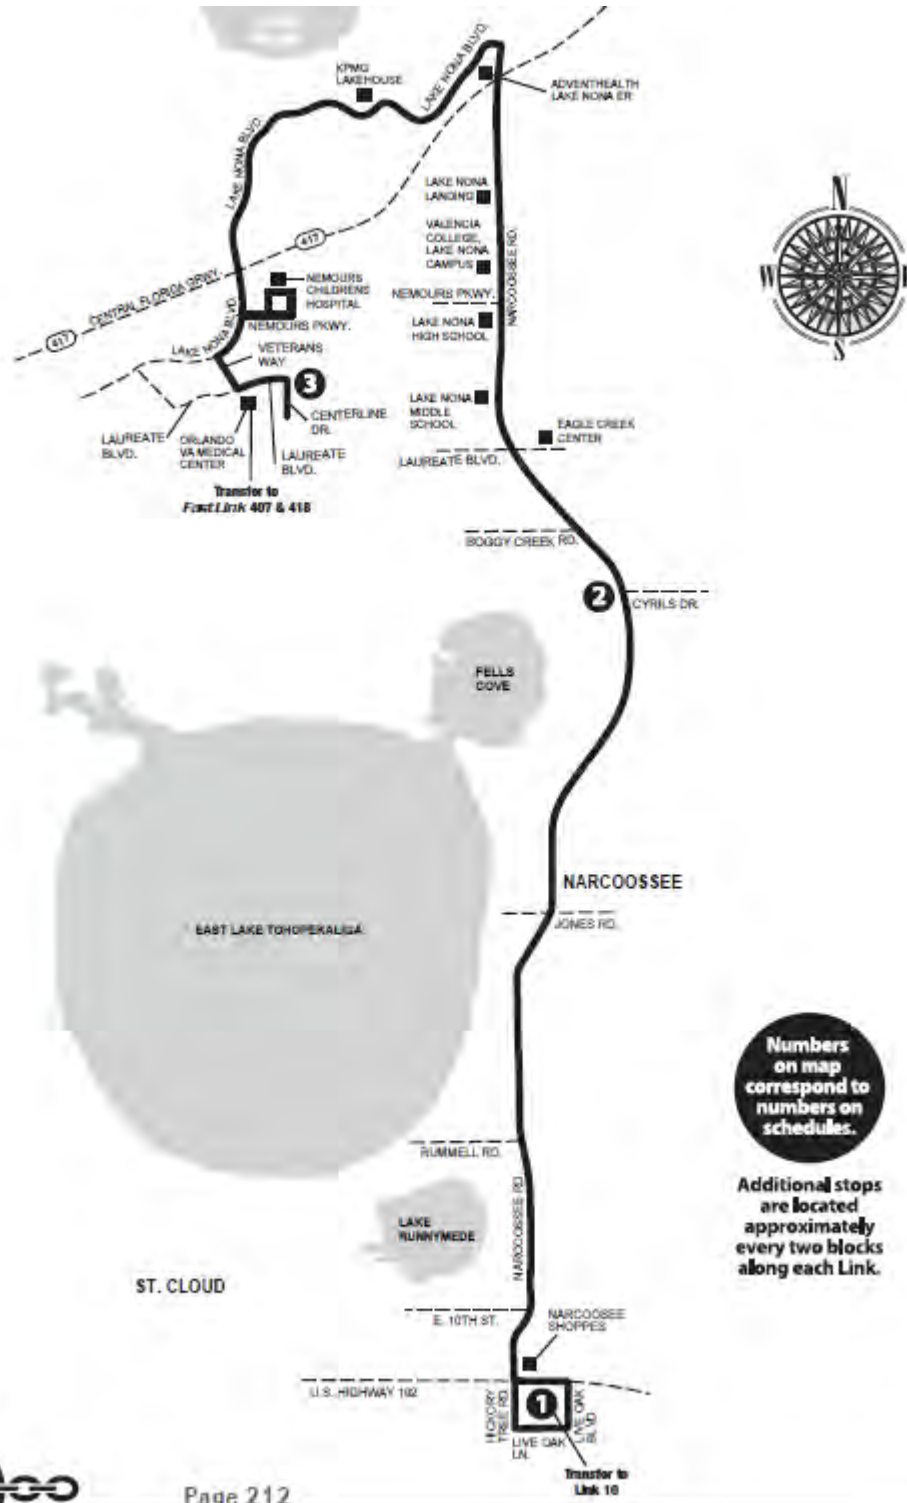 LAKE NONA BLVD.
KPMG
LAKEHOUSE
ADVENTHEALTH
LAKE NONA ER
LAKE NONA BLVD.
LAKE NONA
LANDING
N
W
E
S
VALENCIA
COLLEGE,
LAKE NONA
CAMPUS
NARCOOSSEE RD.
417
CENTRAL FLORIDA GRWY.
417
NEMOURS
CHILDRENS
HOSPITAL
NEMOURS PKWY.
NEMOURS PKWY.
LAKE NONA
HIGH SCHOOL
LAKE NONA BLVD.
VETERANS
WAY
3
CENTERLINE
DR.
LAKE NONA
MIDDLE
SCHOOL
EAGLE CREEK
CENTER
LAUREATE
BLVD.
ORLANDO
VA MEDICAL
CENTER
LAUREATE
BLVD.
LAUREATE BLVD.
Transfer to
FastLink 407 & 418
BOGGY CREEK RD.
2
CYRILS DR.
FELLS
COVE
NARCOOSSEE
JONES RD.
EAST LAKE TOHOPEKALIGA
Numbers
on map
correspond to
numbers on
schedules.
RUMMELL RD.
NARCOOSSEE RD.
Additional stops
are located
approximately
every two blocks
along each Link.
LAKE
RUNNYMEDE
ST. CLOUD
E. 10TH ST.
NARCOOSEE
SHOPPES
U.S. HIGHWAY 192
HICKORY
TREE RD.
1
LIVE OAK
BLVD
LIVE OAK
LN.
Transfer to
Link 10
Page 212